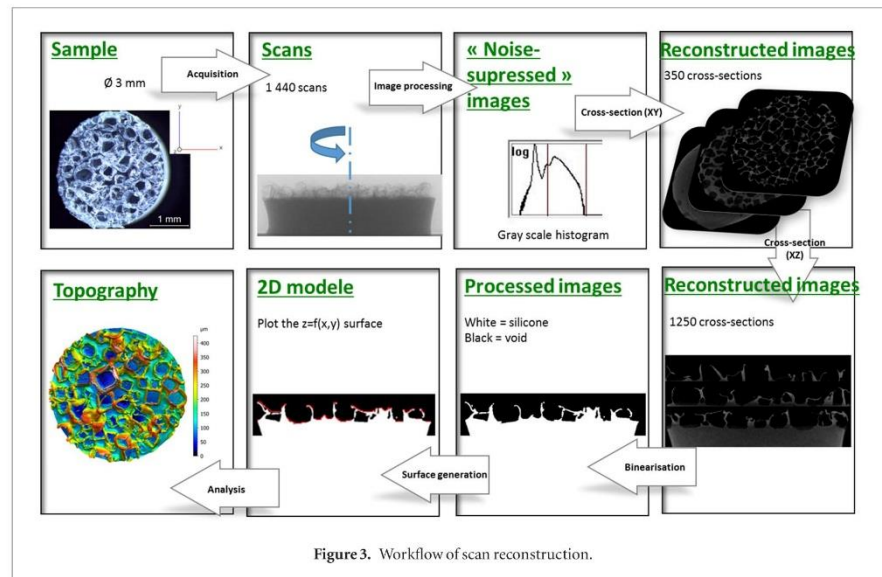 Sample
Ø 3 mm
y
x
z
1 mm
Acquisition
Scans
1 440 scans
Image processing
« Noise-
supressed »
images
log
Gray scale histogram
Cross-section (XY)
Reconstructed images
350 cross-sections
Cross-section
(XZ)
Reconstructed images
1250 cross-sections
Binearisation
Processed images
White = silicone
Black = void
Surface generation
2D modele
Plot the z=f(x,y) surface
Analysis
Topography
µm
400
300
200
100
50
0
Figure 3. Workflow of scan reconstruction.